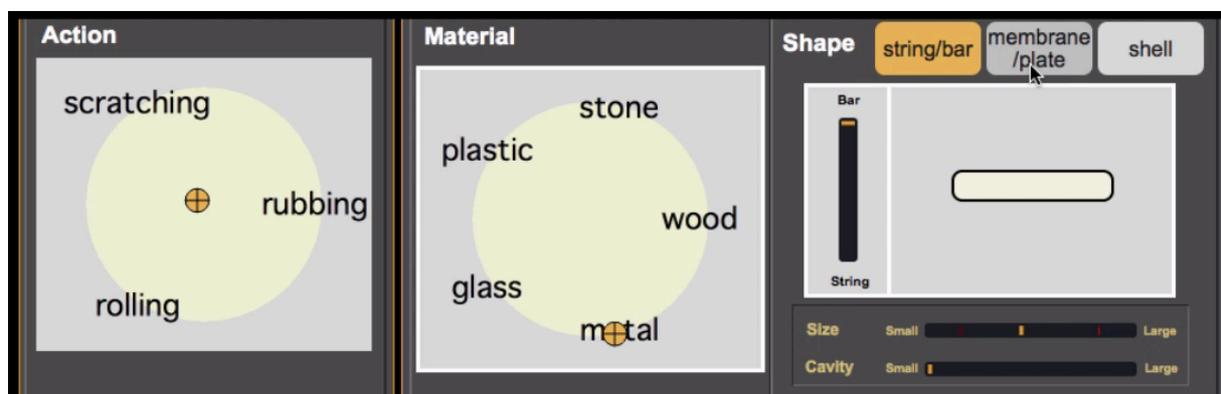 Action
scratching
rubbing
rolling
Material
stone
plastic
wood
glass
metal
Shape
string/bar
membrane
/plate
shell
Bar
String
Size
Small
Large
Cavity
Small
Large